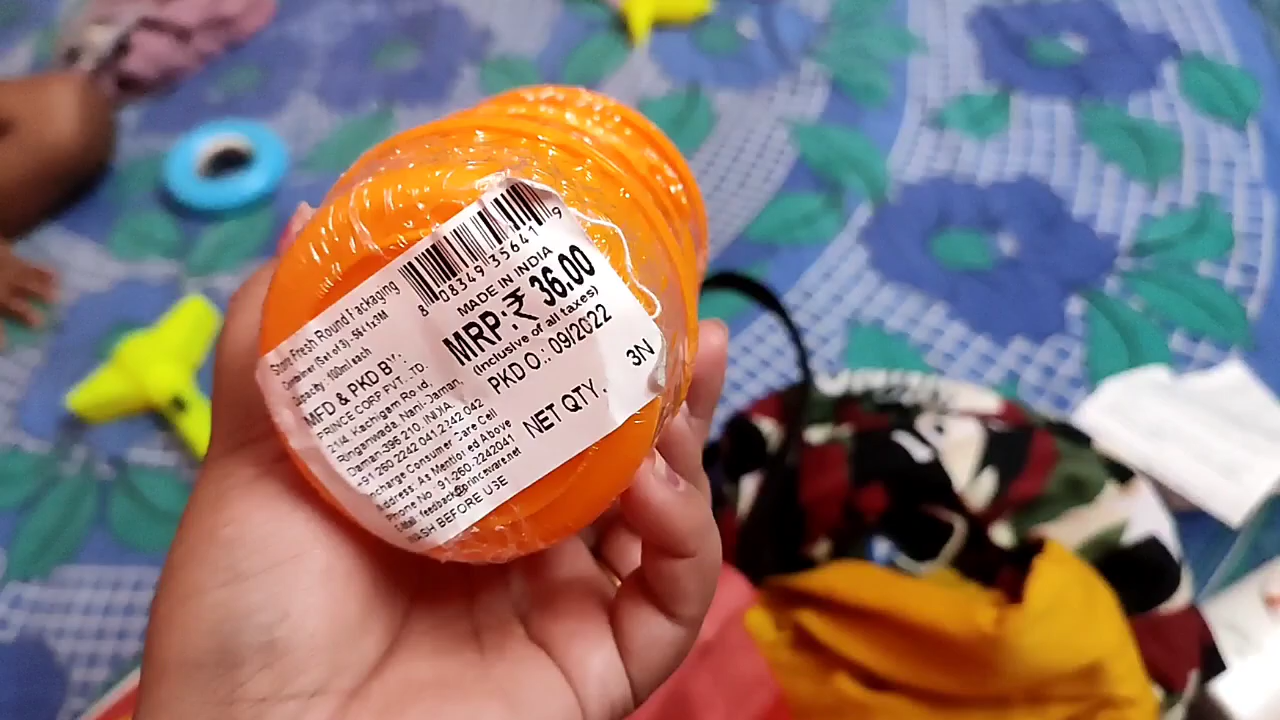 8 08349 35641 9
MADE IN INDIA
MRP.:₹ 36.00
(Inclusive of all taxes)
PKD O.: 09/2022
NET QTY. 3N
Store Fresh Round Packaging
Container (Set of 3),
100ml each
MFD & PKD BY.
PRINCE CORP PVT. LTD.
Kachigam Road,
Ringanwada, Nani Daman,
Daman-396 210, INDIA.
+91 260 2242 041,2242 042
Incharge, Consumer Care Cell
Address: As Mentioned Above
Phone No. 91-260-2242041
Email: feedback@princeware.net
WASH BEFORE USE